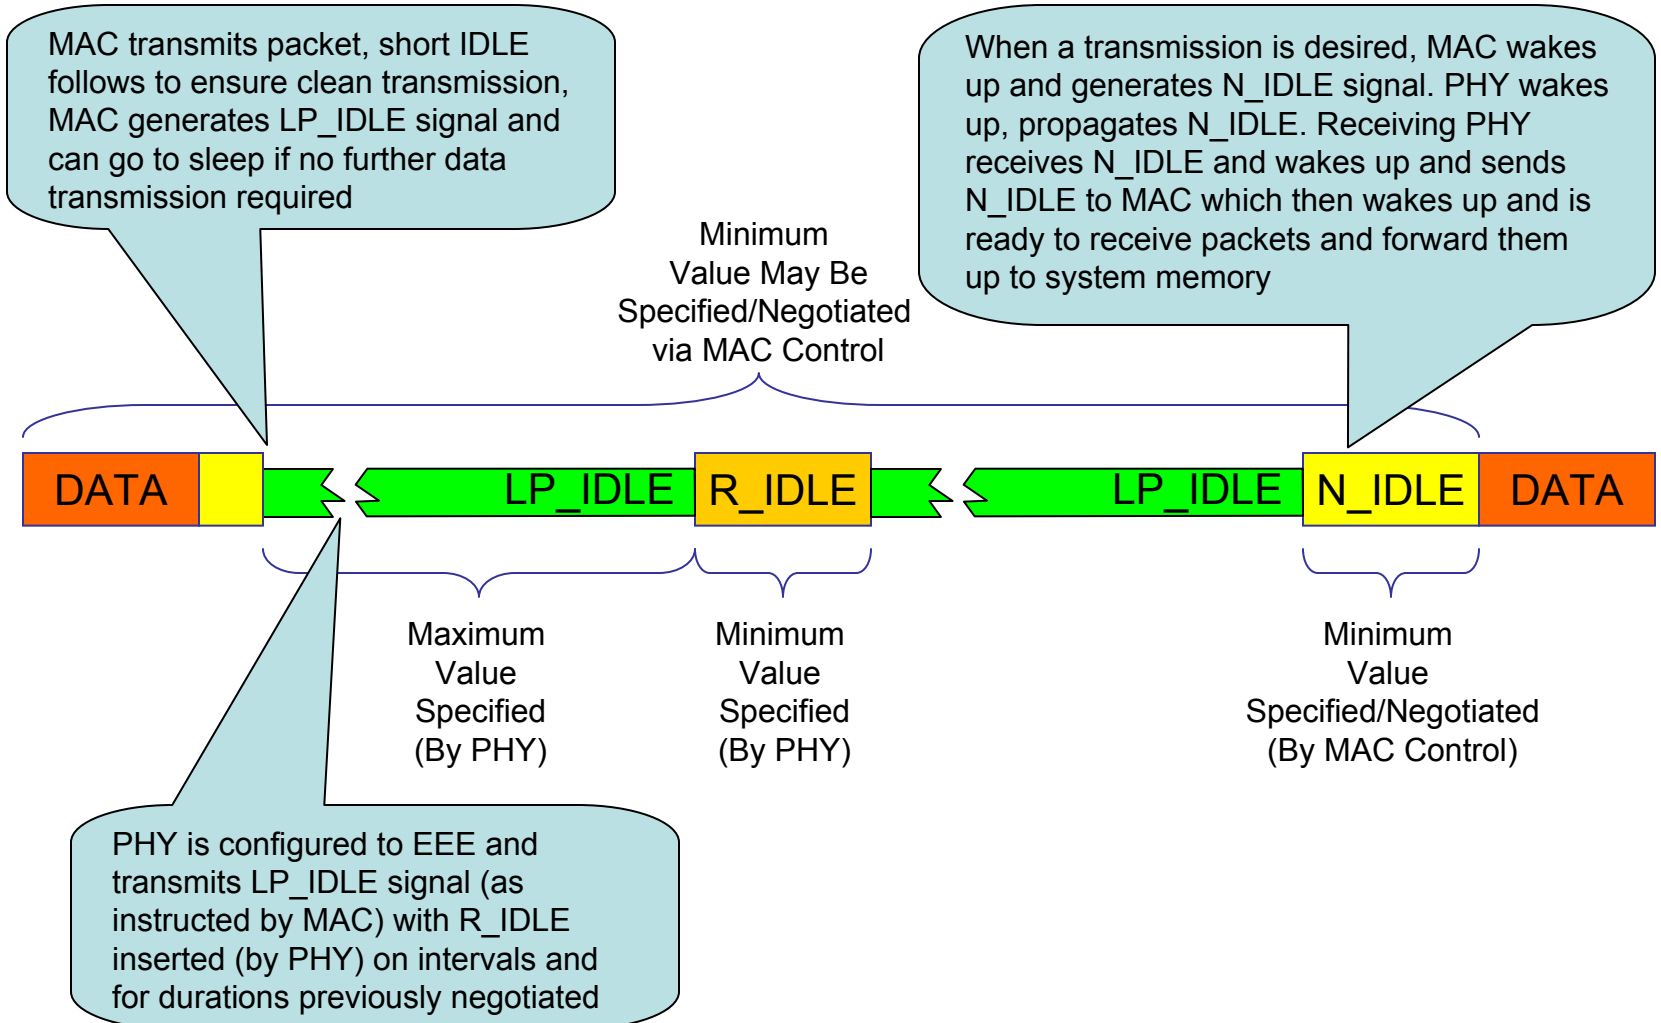 MAC transmits packet, short IDLE
follows to ensure clean transmission,
MAC generates LP_IDLE signal and
can go to sleep if no further data
transmission required
When a transmission is desired, MAC wakes
up and generates N_IDLE signal. PHY wakes
up, propagates N_IDLE. Receiving PHY
receives N_IDLE and wakes up and sends
N_IDLE to MAC which then wakes up and is
ready to receive packets and forward them
up to system memory
Minimum
Value May Be
Specified/Negotiated
via MAC Control
DATA
LP_IDLE
R_IDLE
LP_IDLE
N_IDLE
DATA
Maximum
Value
Specified
(By PHY)
Minimum
Value
Specified
(By PHY)
Minimum
Value
Specified/Negotiated
(By MAC Control)
PHY is configured to EEE and
transmits LP_IDLE signal (as
instructed by MAC) with R_IDLE
inserted (by PHY) on intervals and
for durations previously negotiated